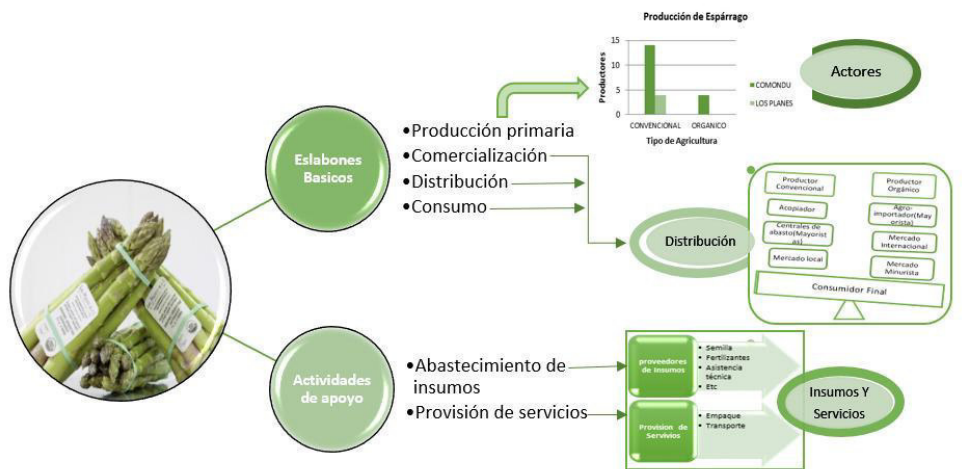 Producción de Espárrago
15
10
5
0
Productores
CONVENCIONAL
ORGANICO
Tipo de Agricultura
COMONDU
LOS PLANES
Actores
Eslabones
Basicos
•Producción primaria
•Comercialización
•Distribución
•Consumo
Distribución
Productor
Convencional
Acopiador
Centrales de
abasto(Mayorist
as)
Mercado local
Productor
Orgánico
Agro-
importador(May
orista)
Mercado
Internacional
Mercado
Minurista
Consumidor Final
Actividades
de apoyo
•Abastecimiento de
insumos
•Provisión de servicios
proveedores
de Insumos
• Semilla
• Fertilizantes
• Asistencia
técnica
• Etc
Provision de
Servivios
• Empaque
• Transporte
Insumos Y
Servicios